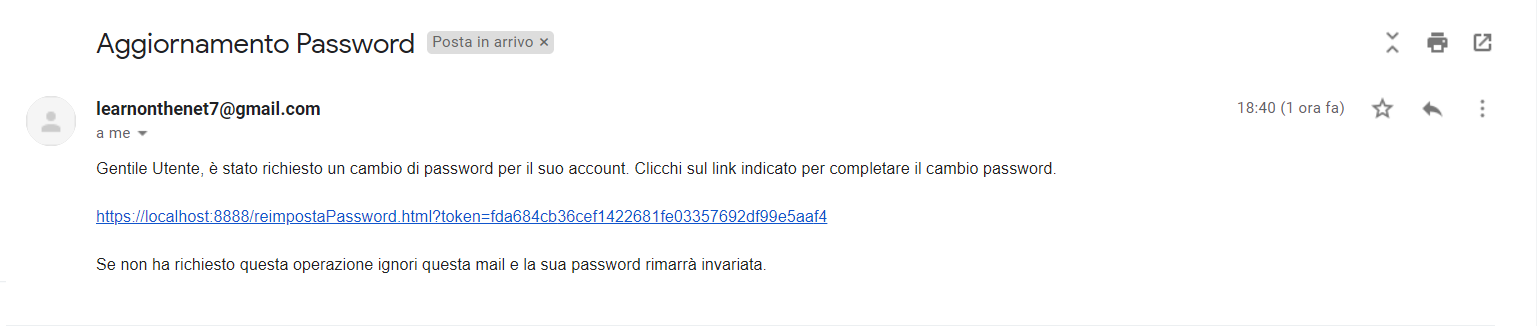 Aggiornamento Password Posta in arrivo ×
learnonthenet7@gmail.com 18:40 (1 ora fa)
a me
Gentile Utente, è stato richiesto un cambio di password per il suo account. Clicchi sul link indicato per completare il cambio password.
https://localhost:8888/reimpostaPassword.html?token=fda684cb36cef1422681fe03357692df99e5aaf4
Se non ha richiesto questa operazione ignori questa mail e la sua password rimarrà invariata.